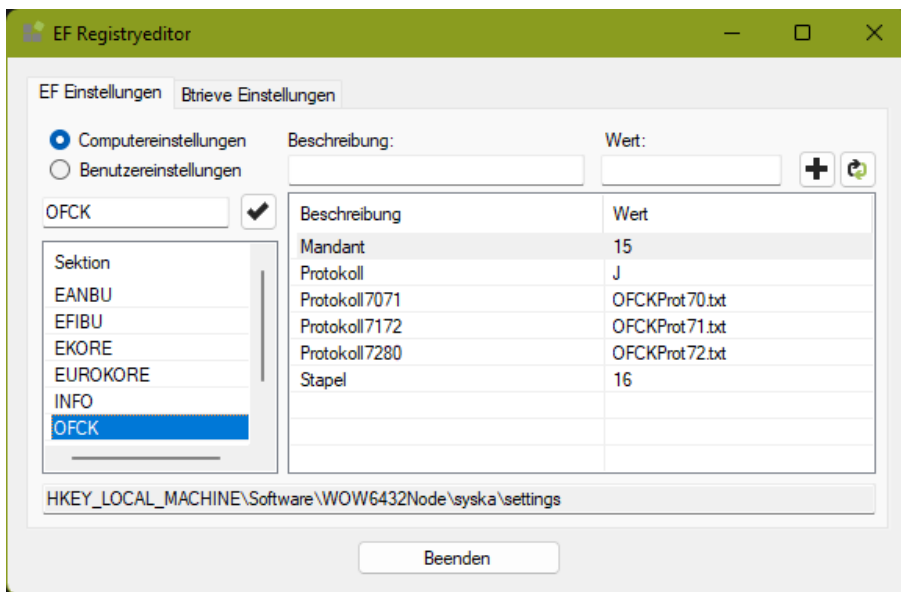 EF Registryeditor
EF Einstellungen Btrieve Einstellungen
Computereinstellungen Beschreibung: Wert:
Benutzereinstellungen
OFCK
Beschreibung Wert
Sektion
EANBU
EFIBU
EKORE
EUROKORE
INFO
OFCK
Mandant 15
Protokoll J
Protokoll7071 OFCKProt70.txt
Protokoll7172 OFCKProt71.txt
Protokoll7280 OFCKProt72.txt
Stapel 16
HKEY_LOCAL_MACHINE\Software\WOW6432Node\syska\settings
Beenden